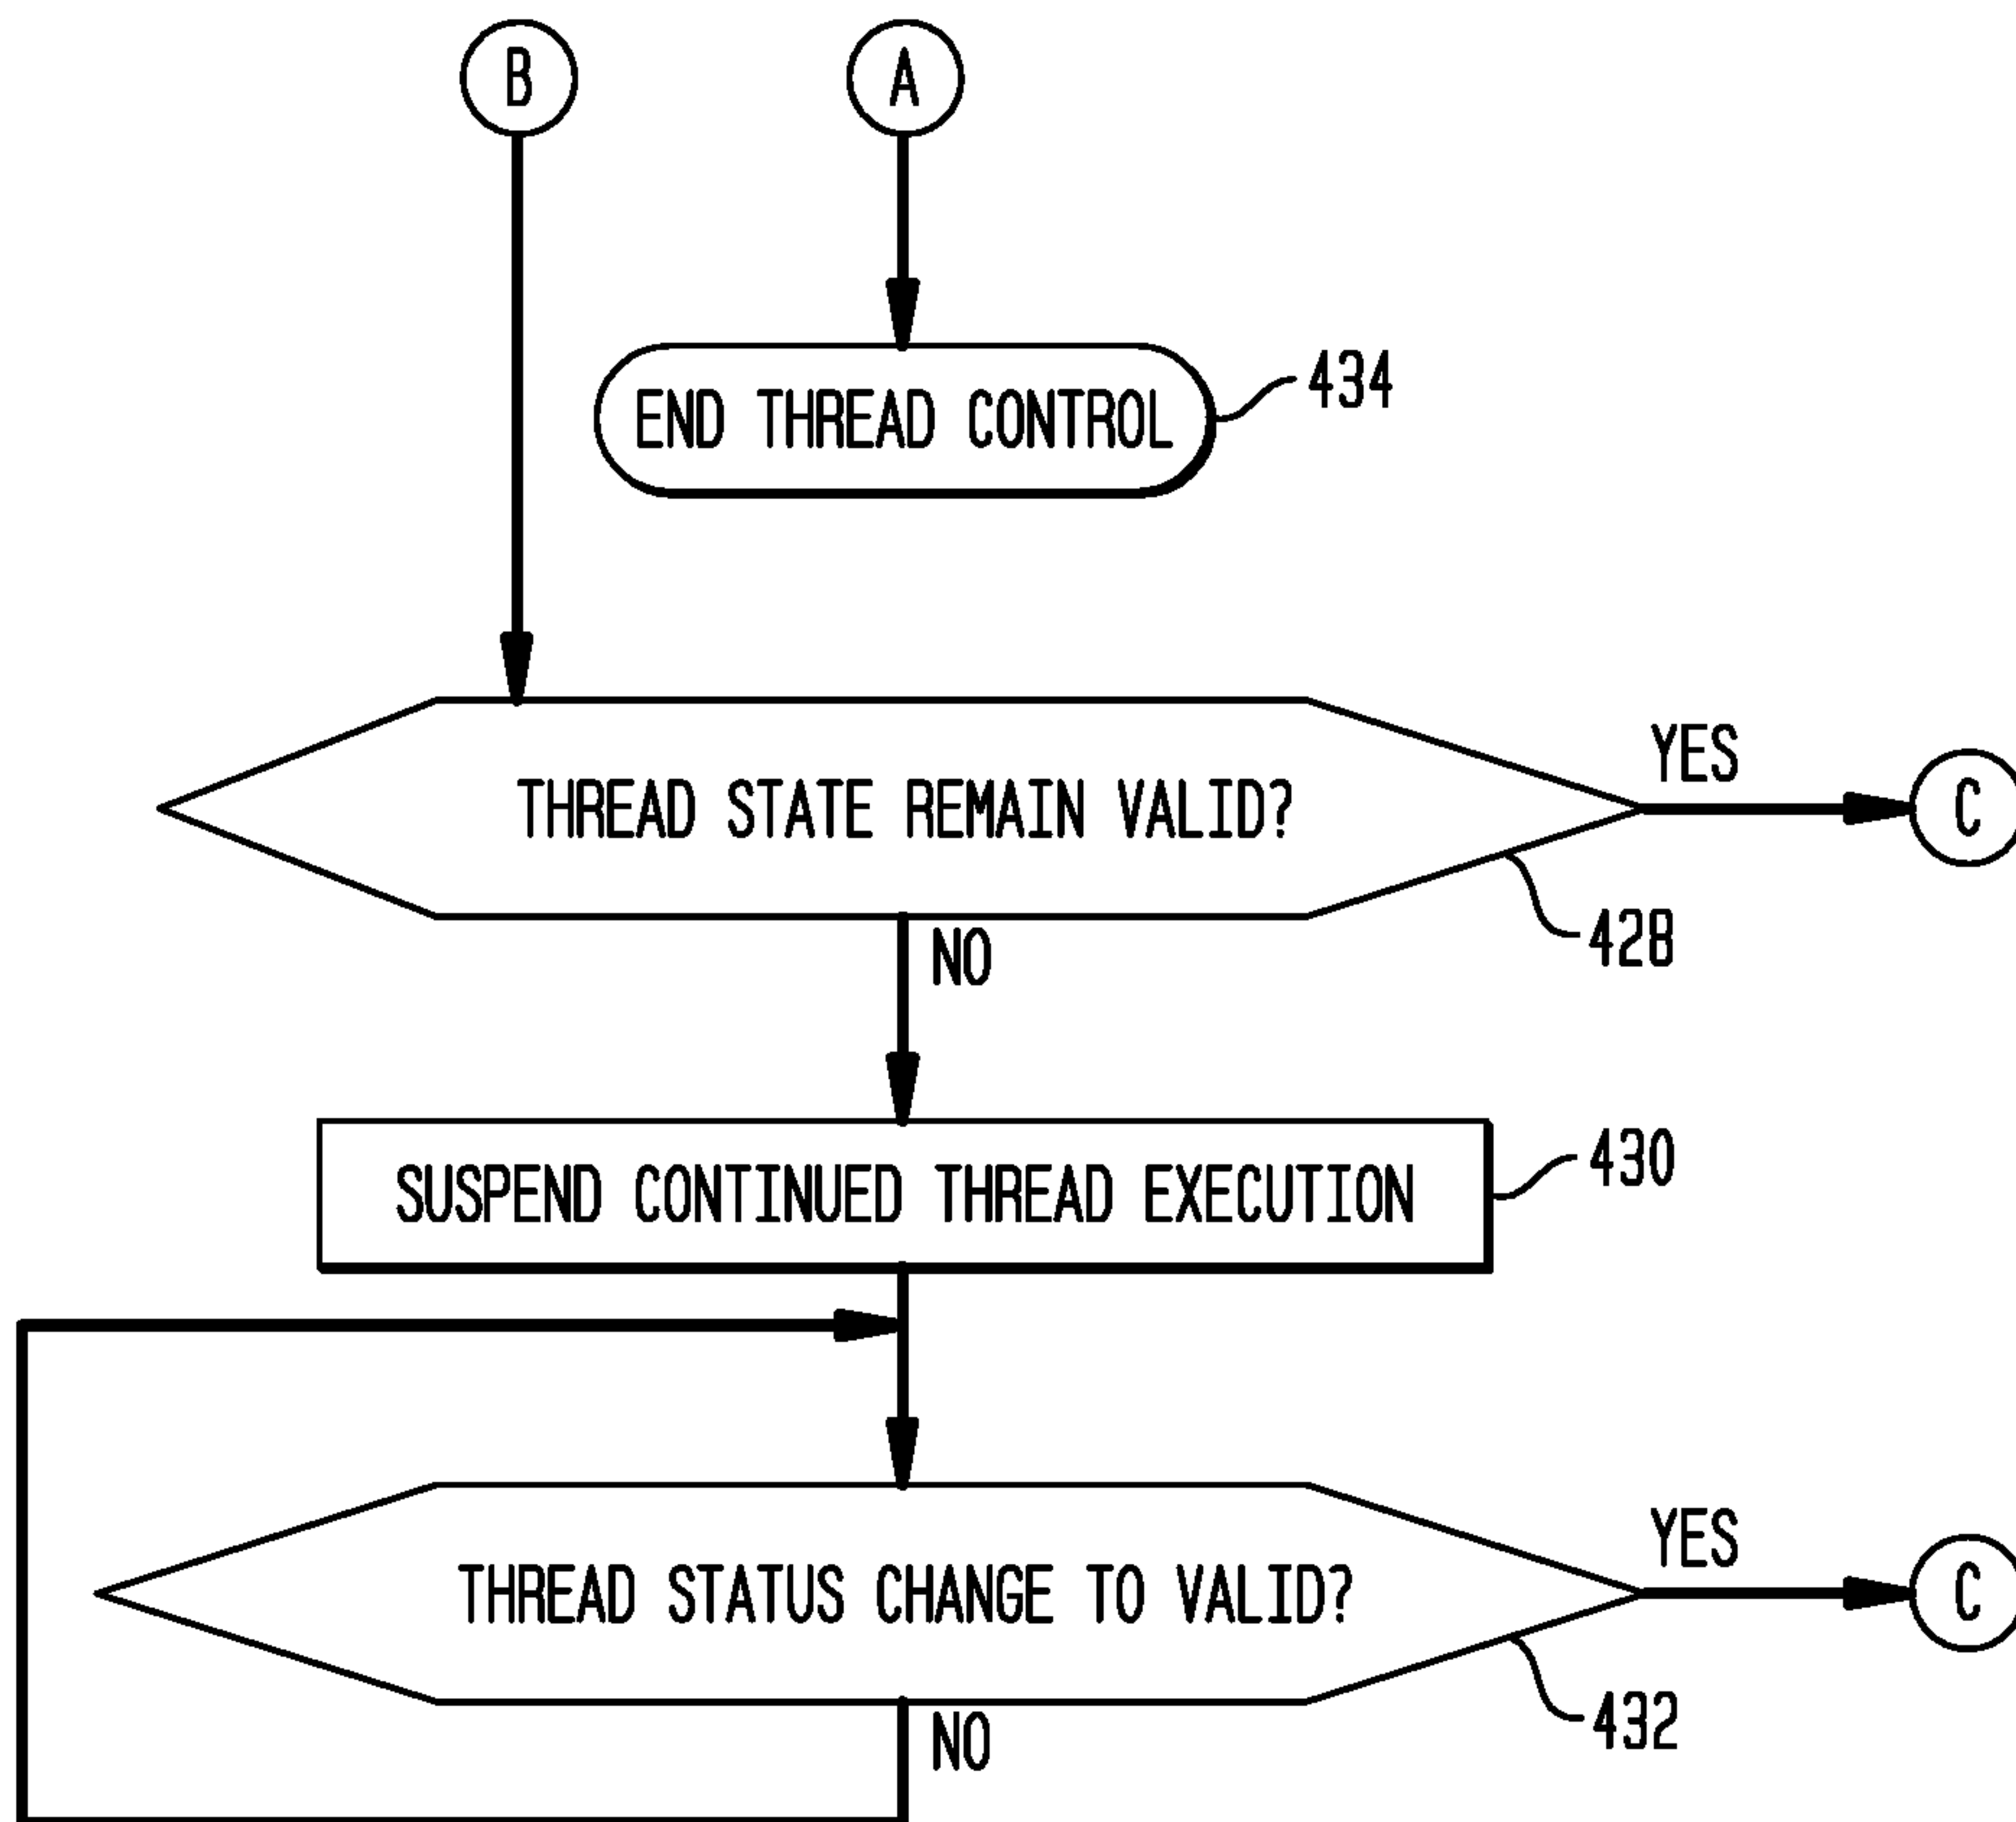 B
A
END THREAD CONTROL
434
THREAD STATE REMAIN VALID?
YES
C
428
NO
SUSPEND CONTINUED THREAD EXECUTION
430
THREAD STATUS CHANGE TO VALID?
YES
C
432
NO